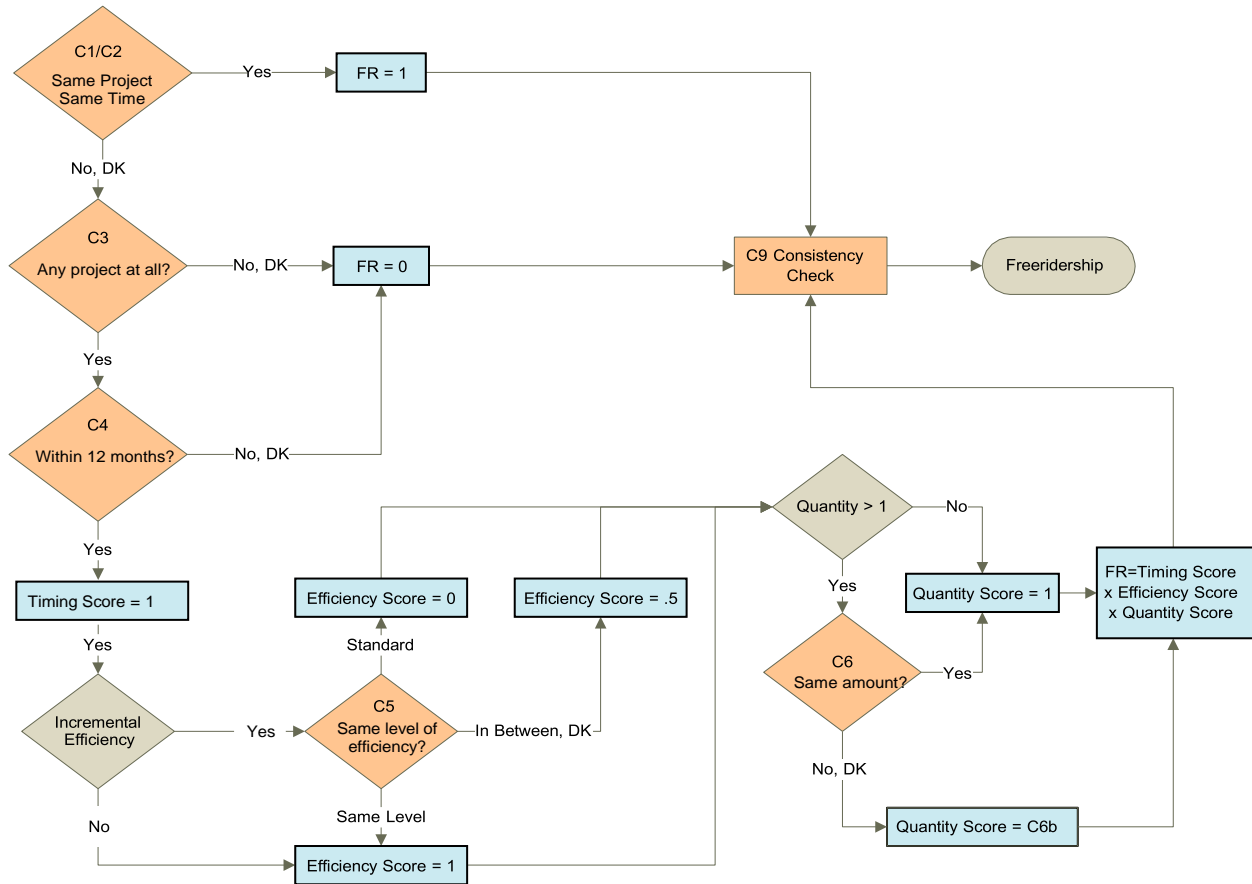 C1/C2
Same Project
Same Time
Yes
FR = 1
No, DK
C3
Any project at all?
No, DK
FR = 0
C9 Consistency
Check
Freeridership
Yes
C4
Within 12 months?
No, DK
Yes
Timing Score = 1
Yes
Incremental
Efficiency
Yes
No
Efficiency Score = 0
Standard
C5
Same level of
efficiency?
In Between, DK
Efficiency Score = .5
Same Level
Efficiency Score = 1
Quantity > 1
No
Yes
Quantity Score = 1
C6
Same amount?
Yes
No, DK
Quantity Score = C6b
FR=Timing Score
x Efficiency Score
x Quantity Score